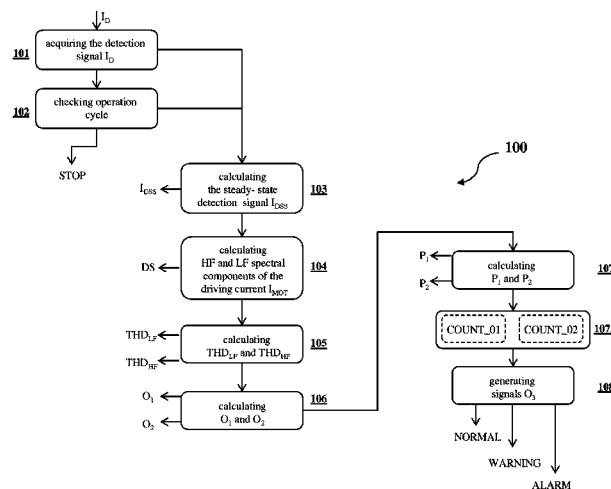 I_D
101
acquiring the detection
signal I_D
102
checking operation
cycle
STOP
100
I_DSS
calculating
the steady- state
detection signal I_DSS
103
DS
calculating
HF and LF spectral
components of the
driving current I_MOT
104
THD_LF
THD_HF
calculating
THD_LF and THD_HF
105
O_1
O_2
calculating
O_1 and O_2
106
P_1
P_2
calculating
P_1 and P_2
107
COUNT_01
COUNT_02
107
generating
signals O_3
108
NORMAL
WARNING
ALARM